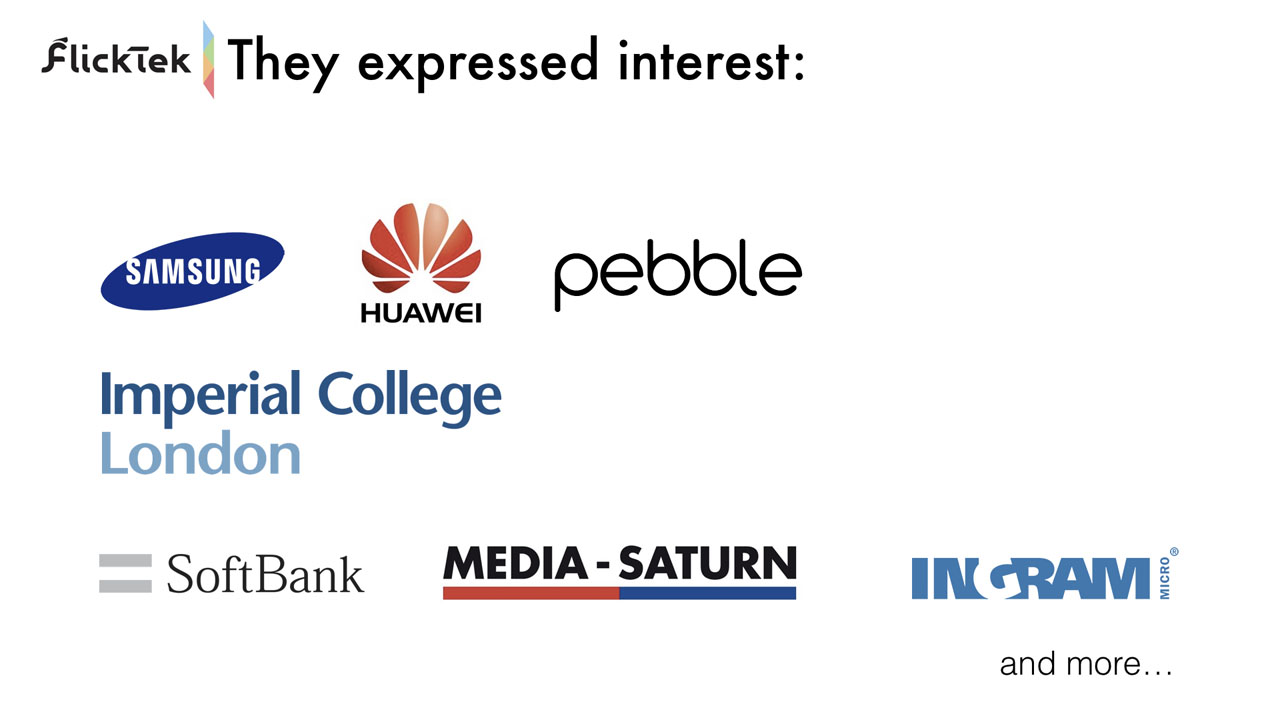 FlickTek They expressed interest:
SAMSUNG
HUAWEI
pebble
Imperial College
London
SoftBank
MEDIA-SATURN
INGRAM MICRO®
and more...